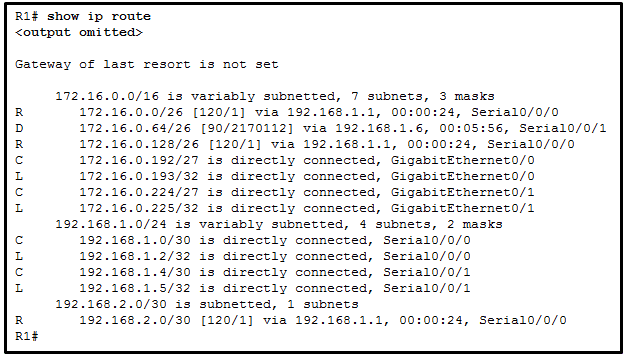 R1# show ip route
<output omitted>
Gateway of last resort is not set
172.16.0.0/16 is variably subnetted, 7 subnets, 3 masks
R 172.16.0.0/26 [120/1] via 192.168.1.1, 00:00:24, Serial0/0/0
D 172.16.0.64/26 [90/2170112] via 192.168.1.6, 00:05:56, Serial0/0/1
R 172.16.0.128/26 [120/1] via 192.168.1.1, 00:00:24, Serial0/0/0
C 172.16.0.192/27 is directly connected, GigabitEthernet0/0
L 172.16.0.193/32 is directly connected, GigabitEthernet0/0
C 172.16.0.224/27 is directly connected, GigabitEthernet0/1
L 172.16.0.225/32 is directly connected, GigabitEthernet0/1
192.168.1.0/24 is variably subnetted, 4 subnets, 2 masks
C 192.168.1.0/30 is directly connected, Serial0/0/0
L 192.168.1.2/32 is directly connected, Serial0/0/0
C 192.168.1.4/30 is directly connected, Serial0/0/1
L 192.168.1.5/32 is directly connected, Serial0/0/1
192.168.2.0/30 is subnetted, 1 subnets
R 192.168.2.0/30 [120/1] via 192.168.1.1, 00:00:24, Serial0/0/0
R1#